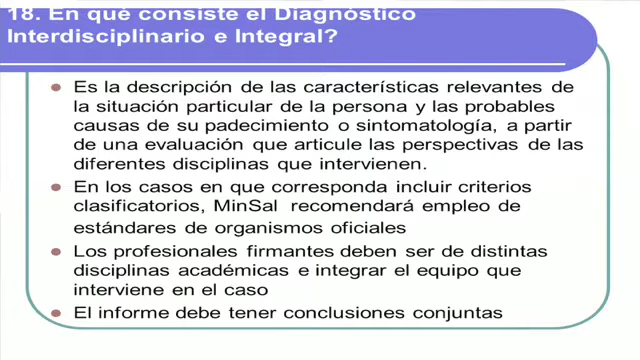 18. En qué consiste el Diagnóstico
Interdisciplinario e Integral?
Es la descripción de las características relevantes de
la situación particular de la persona y las probables
causas de su padecimiento o sintomatología, a partir
de una evaluación que articule las perspectivas de las
diferentes disciplinas que intervienen.
En los casos en que corresponda incluir criterios
clasificatorios, MinSal recomendará empleo de
estándares de organismos oficiales
Los profesionales firmantes deben ser de distintas
disciplinas académicas e integrar el equipo que
interviene en el caso
El informe debe tener conclusiones conjuntas